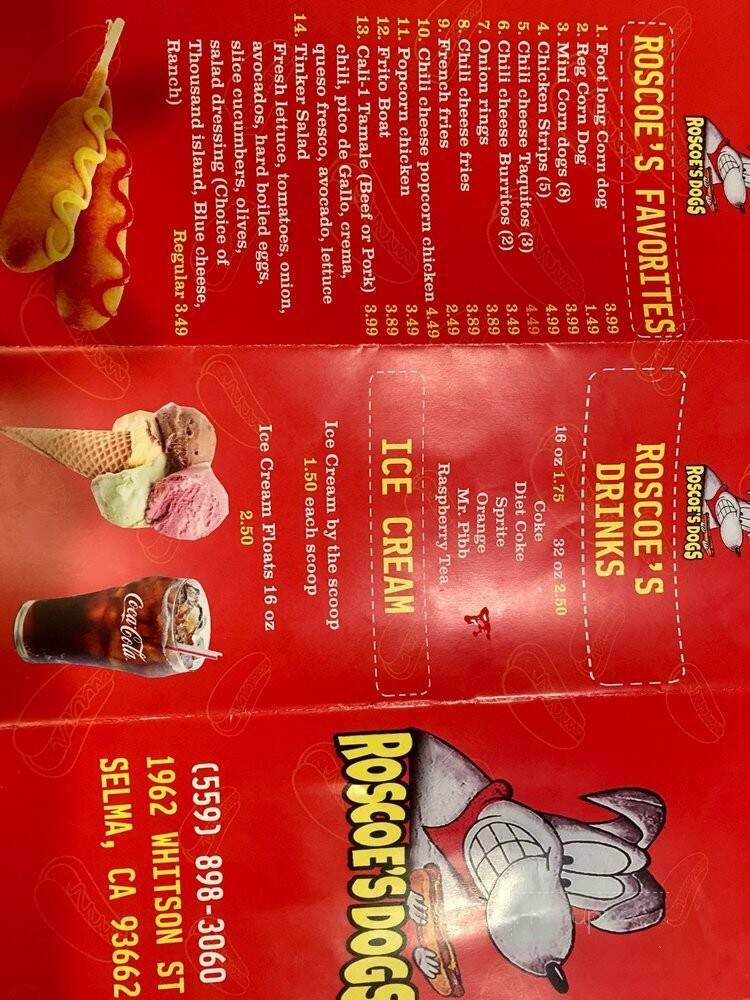 ROSCOE'S DOGS
ROSCOE'S FAVORITES
1. Foot long Corn dog 3.99
2. Reg Corn Dog 1.49
3. Mini Corn dogs (8) 3.99
4. Chicken Strips (5) 4.99
5. Chili cheese Taquitos (3) 4.49
6. Chili cheese Burritos (2) 3.49
7. Onion rings 3.89
8. Chili cheese fries 3.89
9. French fries 2.49
10. Chili cheese popcorn chicken 4.49
11. Popcorn chicken 3.49
12. Frito Boat 3.89
13. Cali-1 Tamale (Beef or Pork) 3.99
chili, pico de Gallo, crema,
queso fresco, avocado, lettuce
14. Tinker Salad
Fresh lettuce, tomatoes, onion,
avocados, hard boiled eggs,
slice cucumbers, olives,
salad dressing (Choice of
Thousand island, Blue cheese,
Ranch)
Regular 3.49
ROSCOE'S DOGS
ROSCOE'S
DRINKS
16 oz 1.75 32 oz 2.50
Coke
Diet Coke
Sprite
Orange
Mr. Pibb
Raspberry Tea
ICE CREAM
Ice Cream by the scoop
1.50 each scoop
Ice Cream Floats 16 oz
2.50
Coca-Cola
ROSCOE'S DOGS
(559) 898-3060
1962 WHITSON ST
SELMA, CA 93662